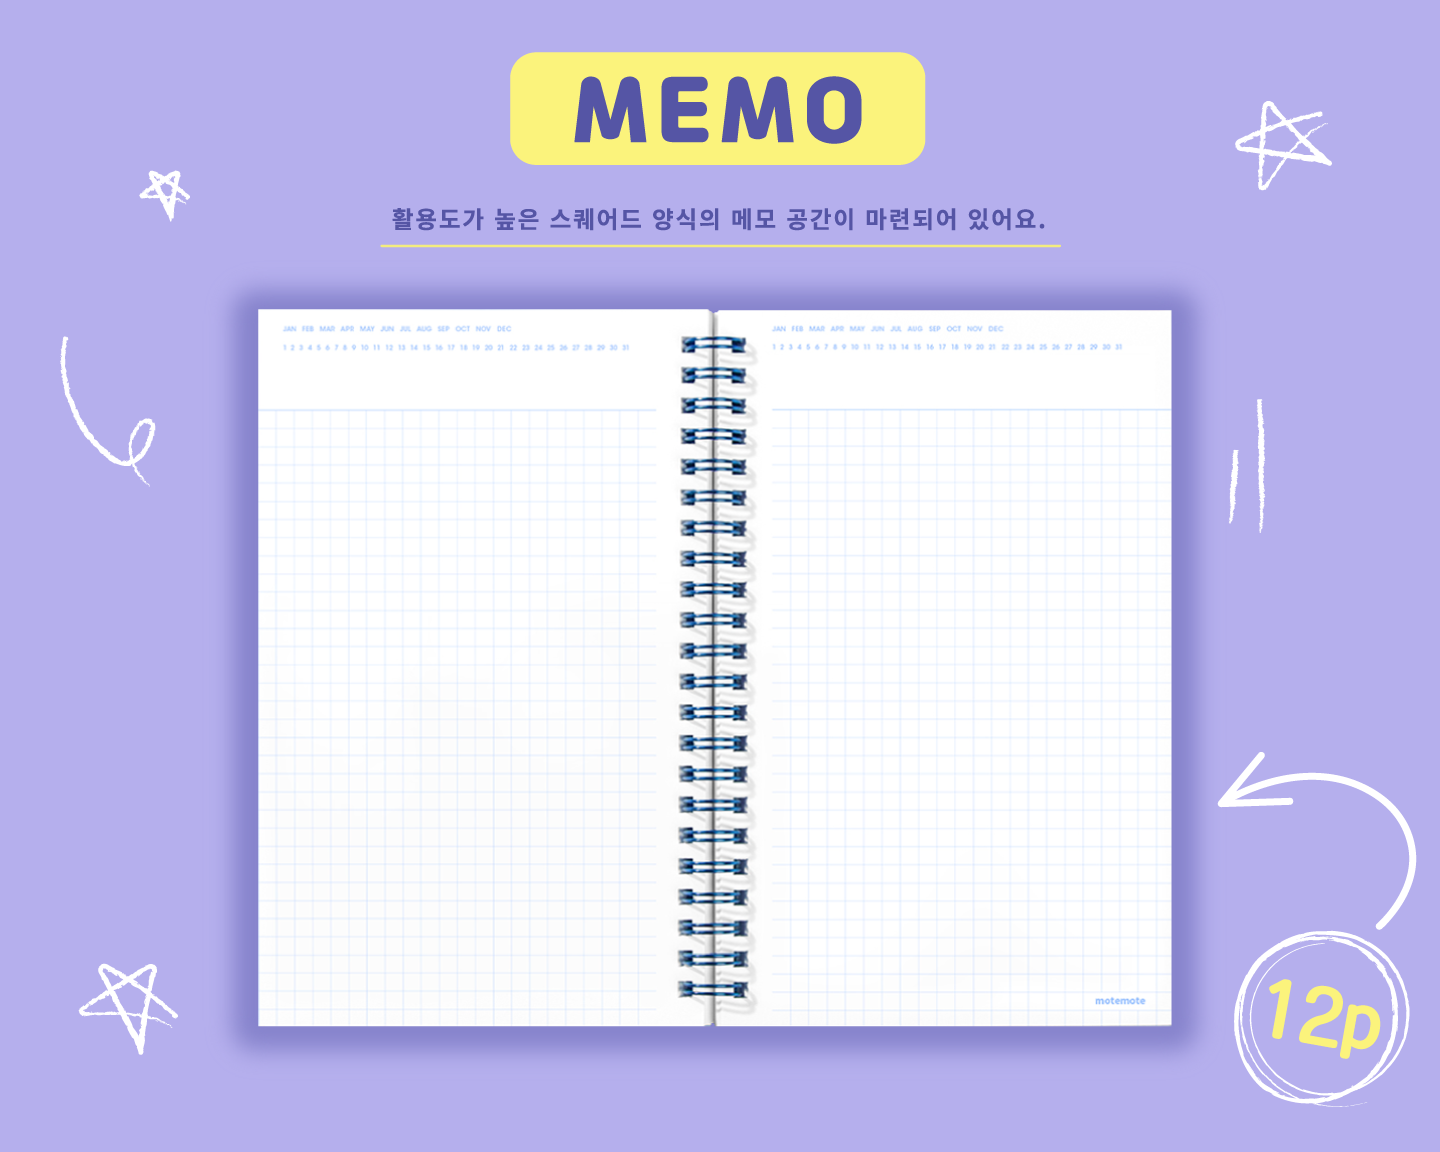 MEMO
활용도가 높은 스퀘어드 양식의 메모 공간이 마련되어 있어요.
JAN FEB MAR APR MAY JUN JUL AUG SEP OCT NOV DEC
1 2 3 4 5 6 7 8 9 10 11 12 13 14 15 16 17 18 19 20 21 22 23 24 25 26 27 28 29 30 31
JAN FEB MAR APR MAY JUN JUL AUG SEP OCT NOV DEC
1 2 3 4 5 6 7 8 9 10 11 12 13 14 15 16 17 18 19 20 21 22 23 24 25 26 27 28 29 30 31
motemote
12p